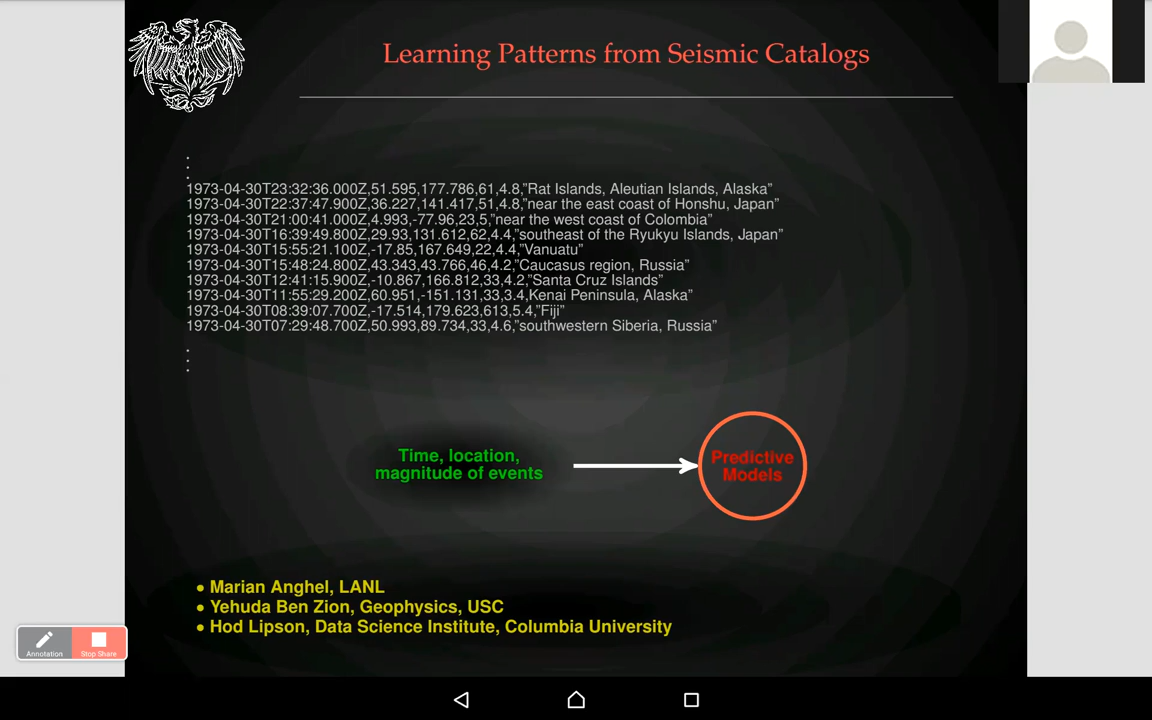 Learning Patterns from Seismic Catalogs
1973-04-30T23:32:36.000Z,51.595,177.786,61,4.8,"Rat Islands, Aleutian Islands, Alaska”
1973-04-30T22:37:47.900Z,36.227,141.417,51,4.8,”near the east coast of Honshu, Japan”
1973-04-30T21:00:41.000Z,4.993,-77.96,23,5,”near the west coast of Colombia”
1973-04-30T16:39:49.800Z,29.93,131.612,62,4.4,”southeast of the Ryukyu Islands, Japan”
1973-04-30T15:55:21.100Z,-17.85,167.649,22,4.4,”Vanuatu”
1973-04-30T15:48:24.800Z,43.343,43.766,46,4.2,”Caucasus region, Russia”
1973-04-30T12:41:15.900Z,-10.867,166.812,33,4.2,”Santa Cruz Islands”
1973-04-30T11:55:29.200Z,60.951,-151.131,33,3.4,Kenai Peninsula, Alaska”
1973-04-30T08:39:07.700Z,-17.514,179.623,613,5.4,”Fiji”
1973-04-30T07:29:48.700Z,50.993,89.734,33,4.6,”southwestern Siberia, Russia”
Time, location,
magnitude of events
Predictive
Models
• Marian Anghel, LANL
• Yehuda Ben Zion, Geophysics, USC
• Hod Lipson, Data Science Institute, Columbia University
Annotation
Stop Share